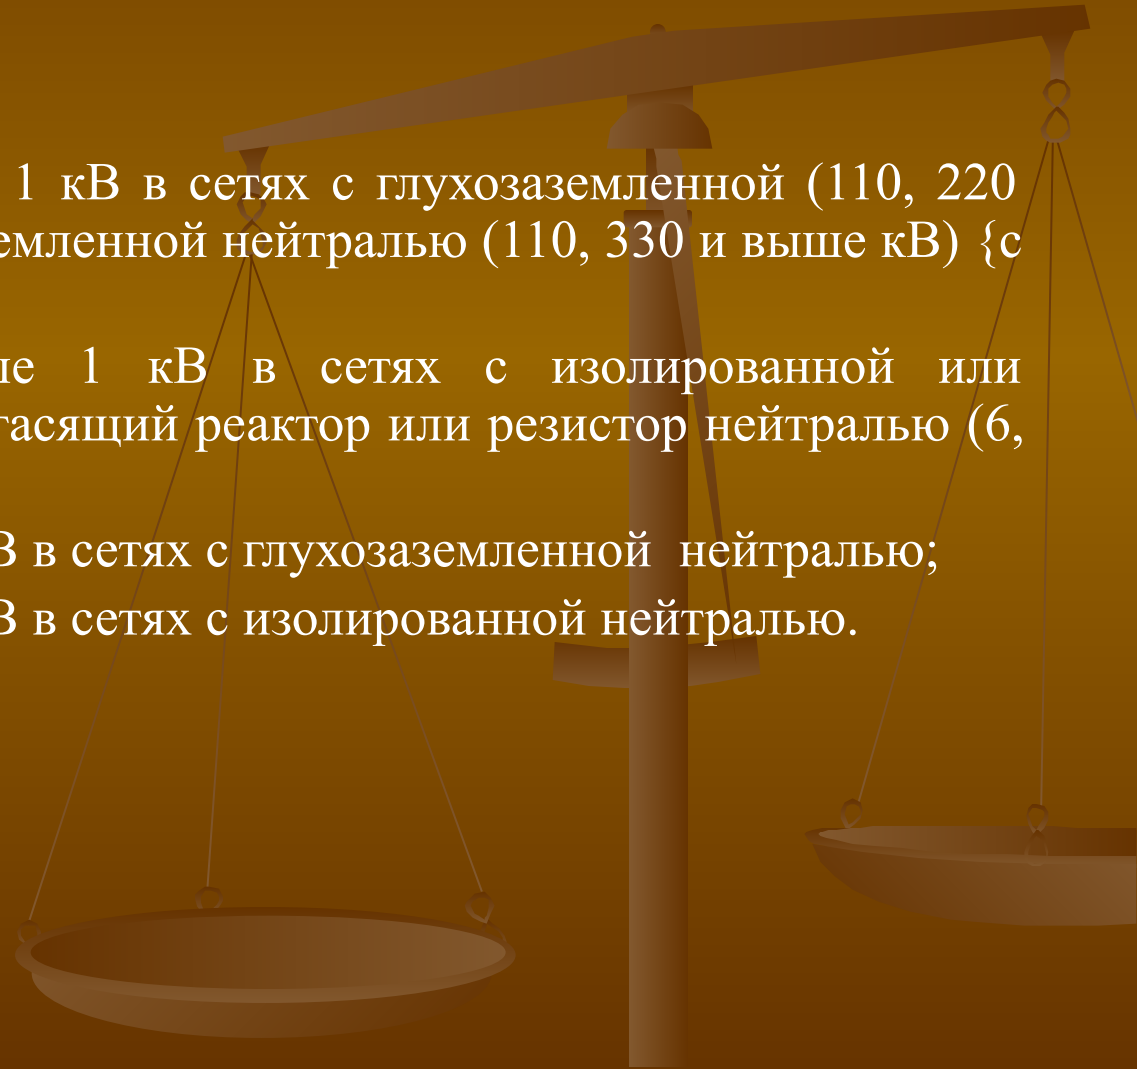 1 кВ в сетях с глухозаземленной (110, 220
емленной нейтралью (110, 330 и выше кВ) {с
ше 1 кВ в сетях с изолированной или
гасящий реактор или резистор нейтралью (6,
В в сетях с глухозаземленной нейтралью;
В в сетях с изолированной нейтралью.